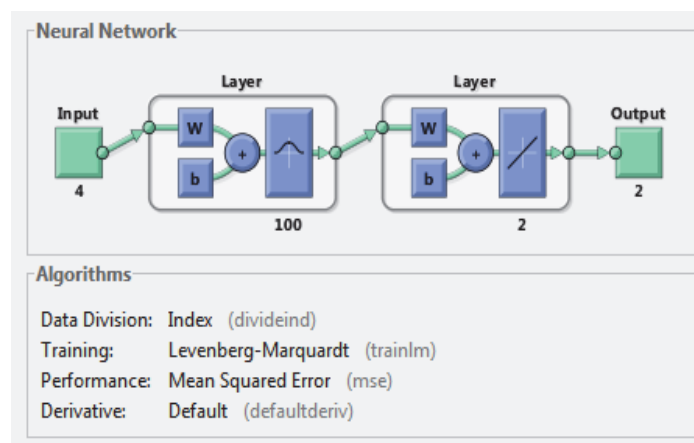 Neural Network
Layer
Layer
Input
Output
W
W
+
+
b
b
4
2
100
2
Algorithms
Data Division: Index (divideind)
Training: Levenberg-Marquardt (trainlm)
Performance: Mean Squared Error (mse)
Derivative: Default (defaultderiv)